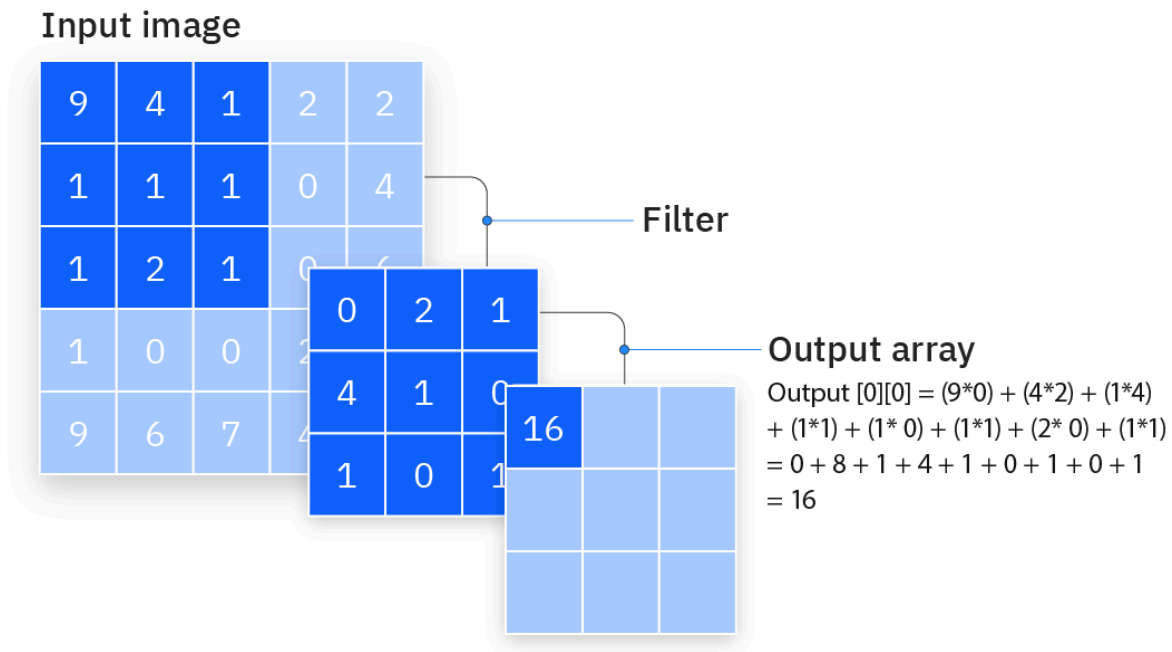 Input image
9 4 1 2 2
1 1 1 0 4
Filter
1 2 1 0
0 2 1
1 0 0
Output array
Output [0][0] = (9*0) + (4*2) + (1*4)
4 1 0
+ (1*1) + (1* 0) + (1*1) + (2* 0) + (1*1)
9 6 7
16
= 0 + 8 + 1 + 4 + 1 + 0 + 1 + 0 + 1
1 0 1
= 16